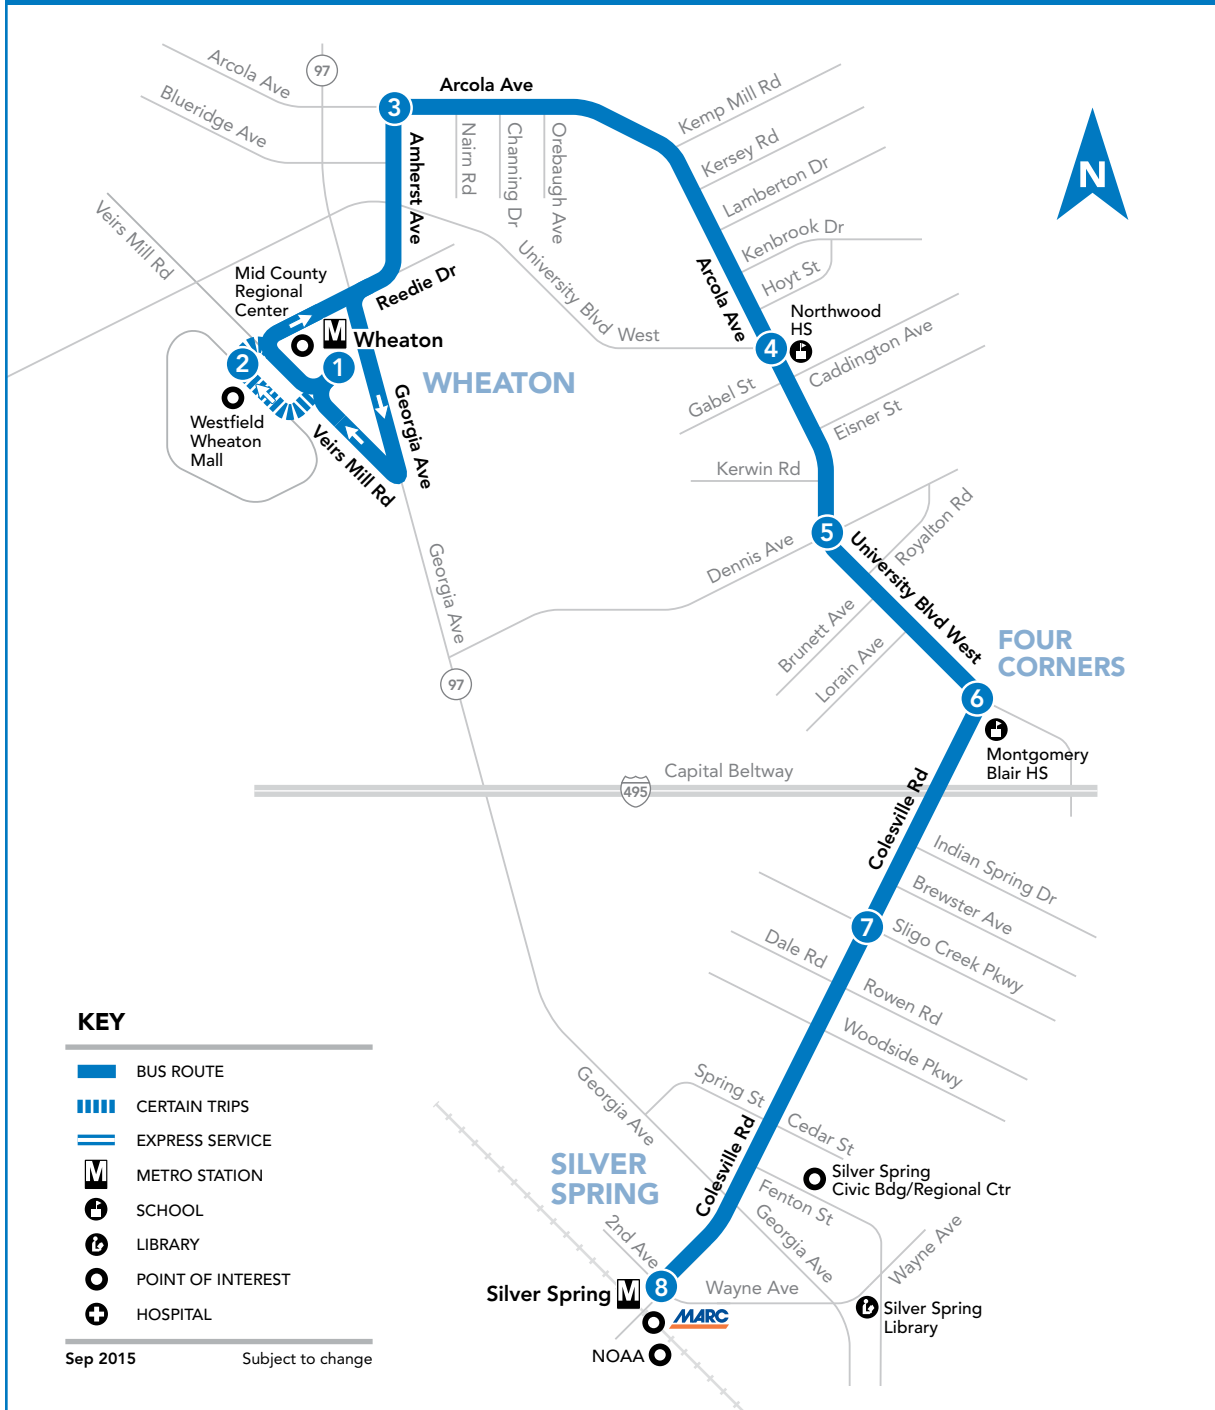 97
Arcola Ave
Arcola Ave
Blueridge Ave
3
Kemp Mill Rd
Kersey Rd
Lamberton Dr
Nairn Rd
Channing Dr
Orebaugh Ave
Amherst Ave
N
Veirs Mill Rd
Kenbrook Dr
Hoyt St
University Blvd
West
Mid County
Regional
Center
Reedie Dr
Arcola Ave
Northwood
HS
M
Wheaton
4
2
1
WHEATON
Caddington Ave
Gabel St
Eisner St
Westfield
Wheaton
Mall
Georgia Ave
Veirs Mill Rd
Kerwin Rd
5
Dennis Ave
University Blvd West
Royalton Rd
Georgia Ave
Brunett Ave
Lorain Ave
FOUR
CORNERS
97
6
Montgomery
Blair HS
Capital Beltway
495
Colesville Rd
Indian Spring Dr
Brewster Ave
7
Sligo Creek Pkwy
Dale Rd
Rowen Rd
Woodside Pkwy
KEY
BUS ROUTE
CERTAIN TRIPS
EXPRESS SERVICE
M
METRO STATION
SCHOOL
LIBRARY
POINT OF INTEREST
HOSPITAL
Sep 2015
Subject to change
Georgia Ave
Spring St
Cedar St
Colesville Rd
SILVER
SPRING
Silver Spring
Civic Bdg/Regional Ctr
Fenton St
Georgia Ave
2nd Ave
Wayne Ave
Wayne Ave
Silver Spring
M
8
MARC
Silver Spring
Library
NOAA